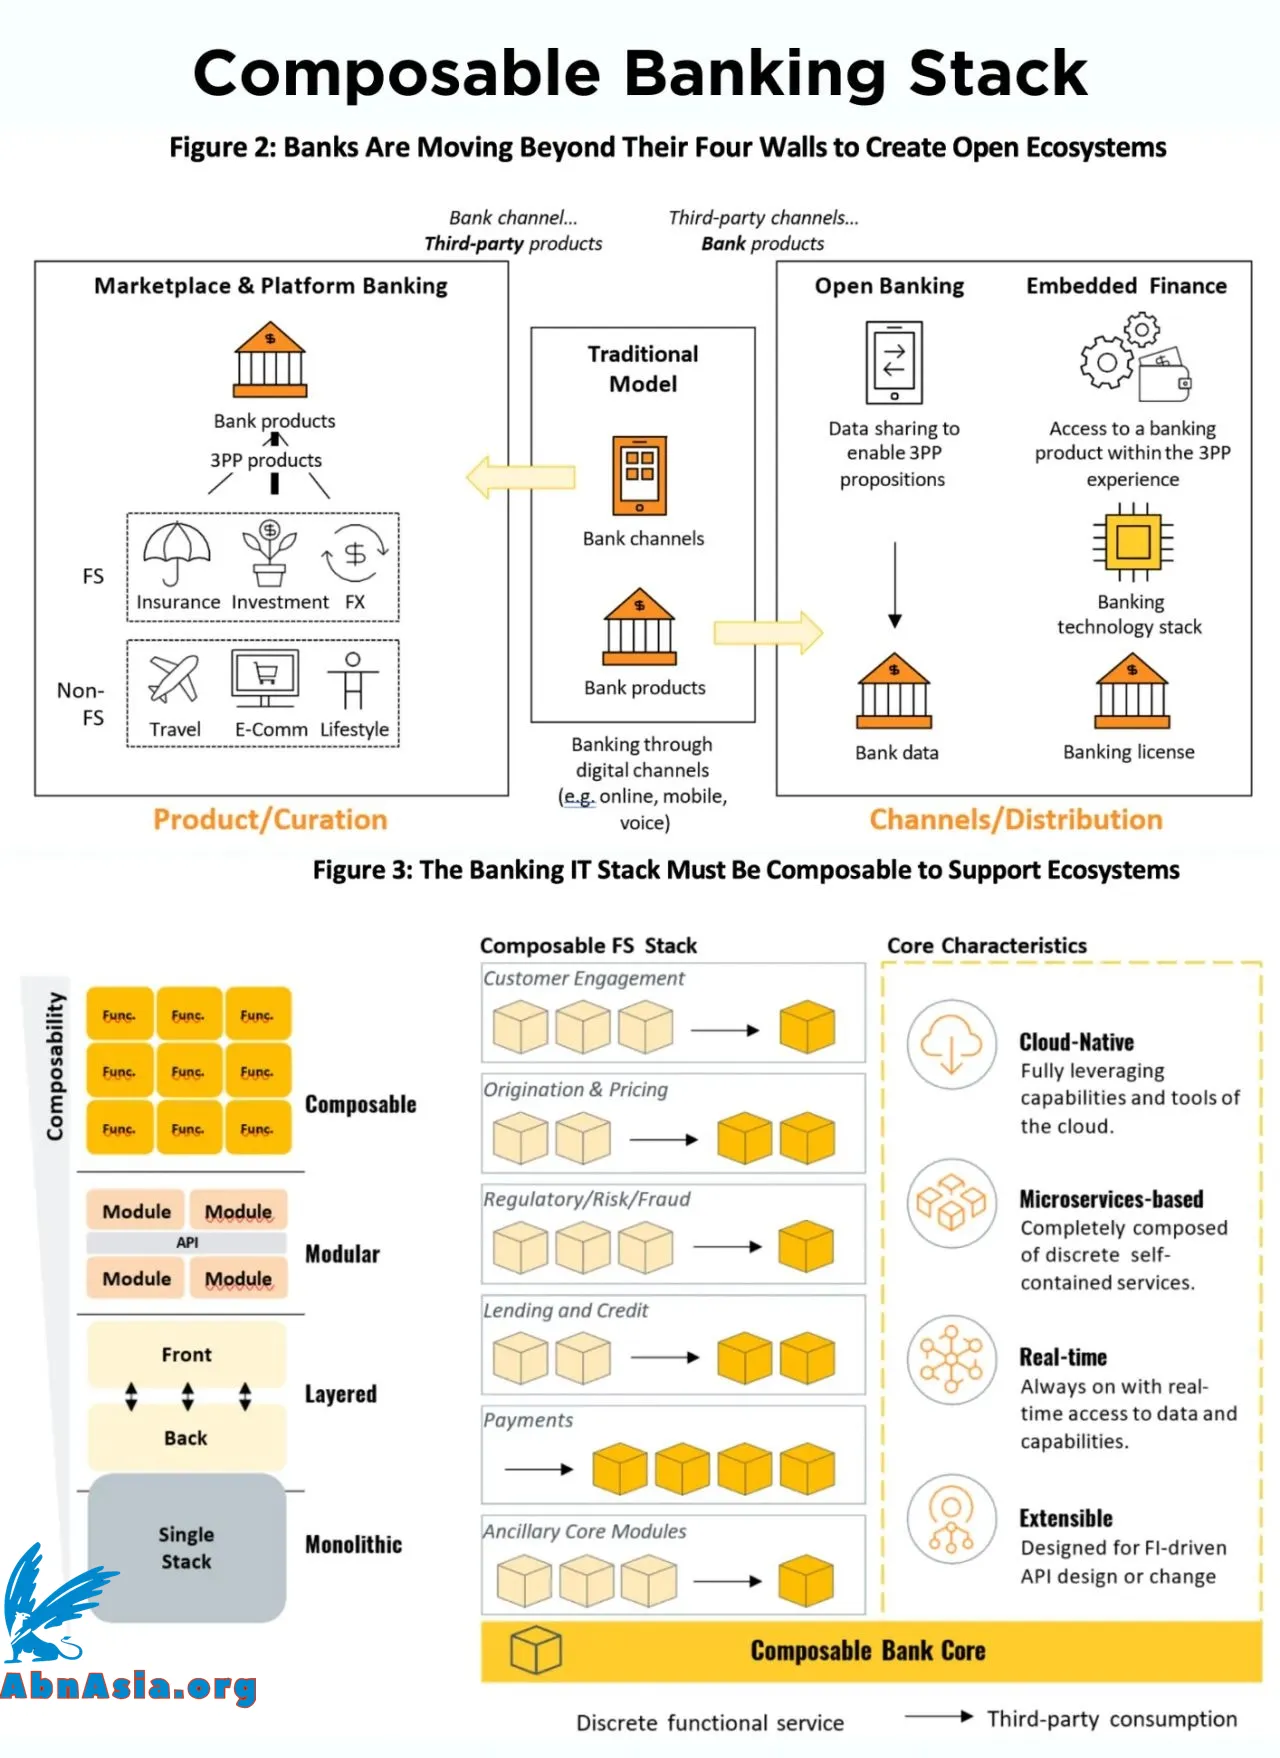 Composable Banking Stack
Figure 2: Banks Are Moving Beyond Their Four Walls to Create Open Ecosystems
Bank channel...
Third-party products
Third-party channels...
Bank products
Marketplace & Platform Banking
$
Bank products
3PP products
FS
$
$
Insurance
Investment
FX
Non-
FS
Travel
E-Comm
Lifestyle
Product/Curation
Traditional
Model
Bank channels
$
Bank products
Banking through
digital channels
(e.g. online, mobile,
voice)
Open Banking
Data sharing to
enable 3PP
propositions
$
Bank data
Embedded Finance
$
Access to a banking
product within the 3PP
experience
Banking
technology stack
$
Banking license
Channels/Distribution
Figure 3: The Banking IT Stack Must Be Composable to Support Ecosystems
Composability
Func.
Func.
Func.
Func.
Func.
Func.
Func.
Func.
Func.
Composable
Module
Module
API
Module
Module
Modular
Front
Back
Layered
Single
Stack
Monolithic
Composable FS Stack
Customer Engagement
Origination & Pricing
Regulatory/Risk/Fraud
Lending and Credit
Payments
Ancillary Core Modules
Core Characteristics
Cloud-Native
Fully leveraging
capabilities and tools of
the cloud.
Microservices-based
Completely composed
of discrete self-
contained services.
Real-time
Always on with real-
time access to data and
capabilities.
Extensible
Designed for FI-driven
API design or change
Composable Bank Core
Discrete functional service
Third-party consumption
AbnAsia.org